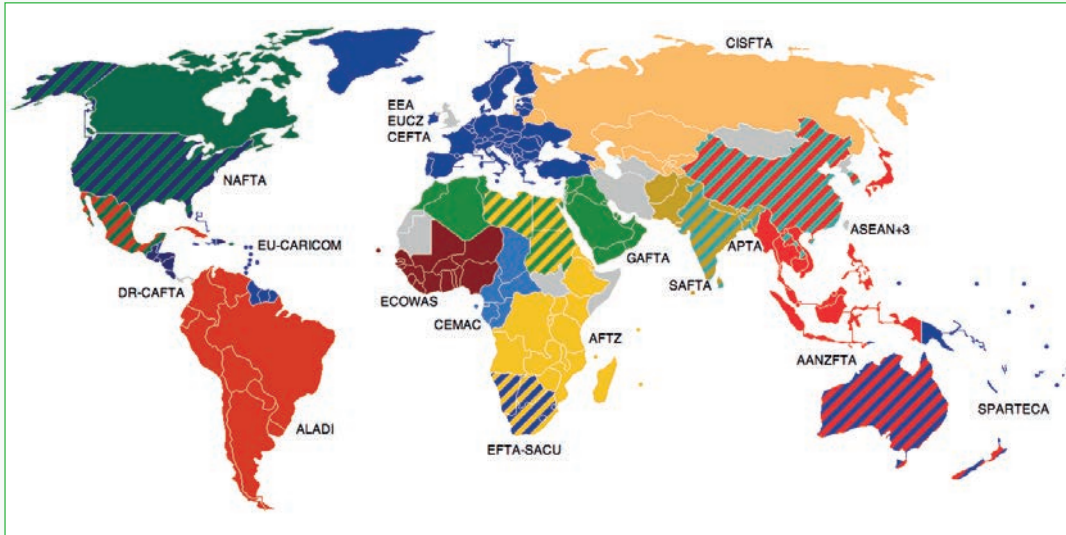 CISFTA
EEA
EUCZ
CEFTA
NAFTA
EU-CARICOM
DR-CAFTA
ALADI
ECOWAS
CEMAC
GAFTA
AFTZ
EFTA-SACU
SAFTA
APTA
ASEAN+3
AANZFTA
SPARTECA